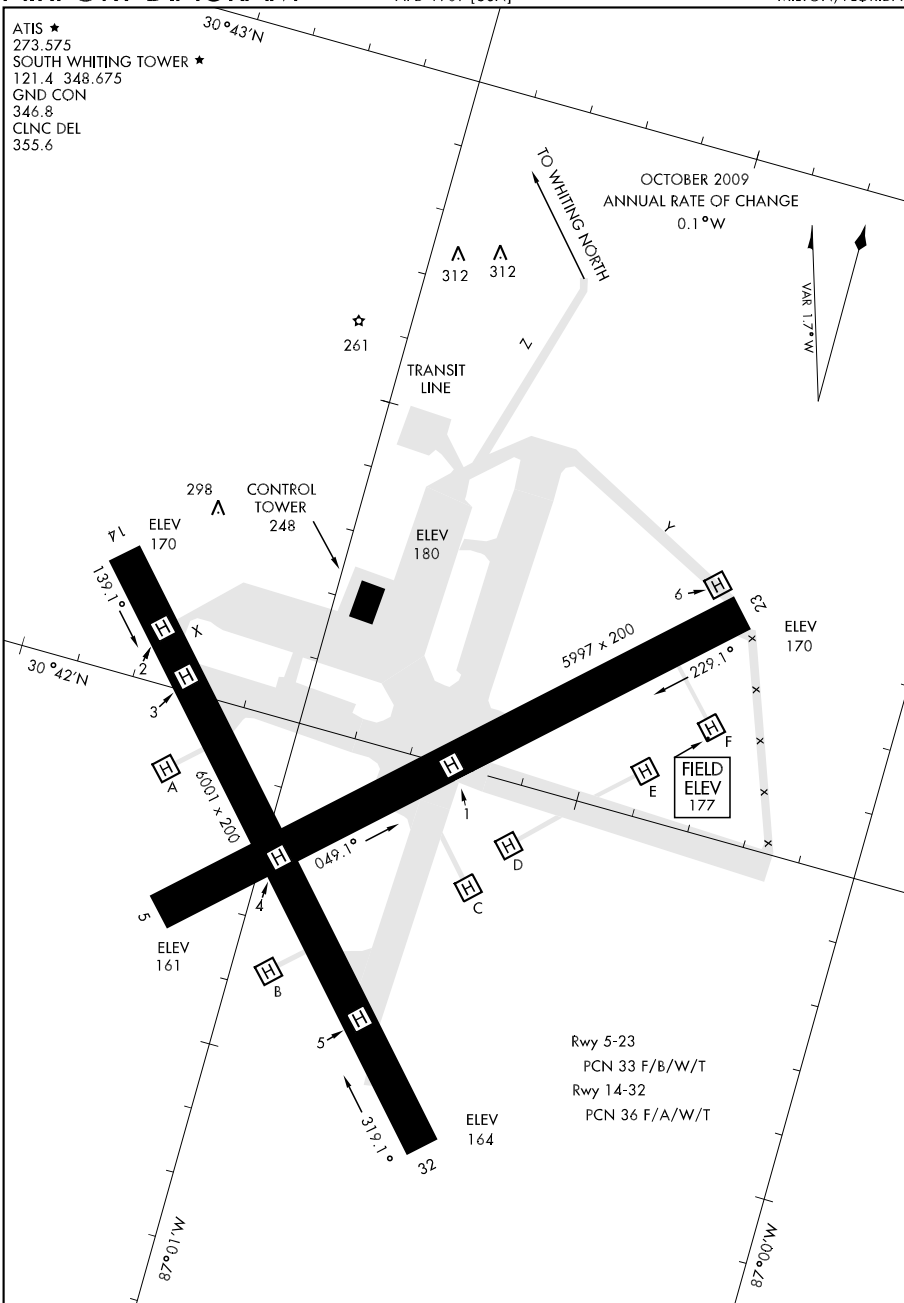 ATIS ★
273.575
SOUTH WHITING TOWER ★
121.4 348.675
GND CON
346.8
CLNC DEL
355.6
30°43'N
TO WHITING NORTH
OCTOBER 2009
ANNUAL RATE OF CHANGE
0.1°W
VAR 1.7°W
312
312
261
Z
TRANSIT
LINE
298
CONTROL
TOWER
248
ELEV
180
14
ELEV
170
139.1°
Y
6
H
23
ELEV
170
5997 x 200
229.1°
H
X
2
30°42'N
H
3
H
A
6001 x 200
H
1
H
F
FIELD
ELEV
177
H
E
x
x
x
x
x
H
4
049.1°
H
D
H
C
5
ELEV
161
H
B
H
5
Rwy 5-23
PCN 33 F/B/W/T
Rwy 14-32
PCN 36 F/A/W/T
319.1°
ELEV
164
32
87°01'W
87°00'W